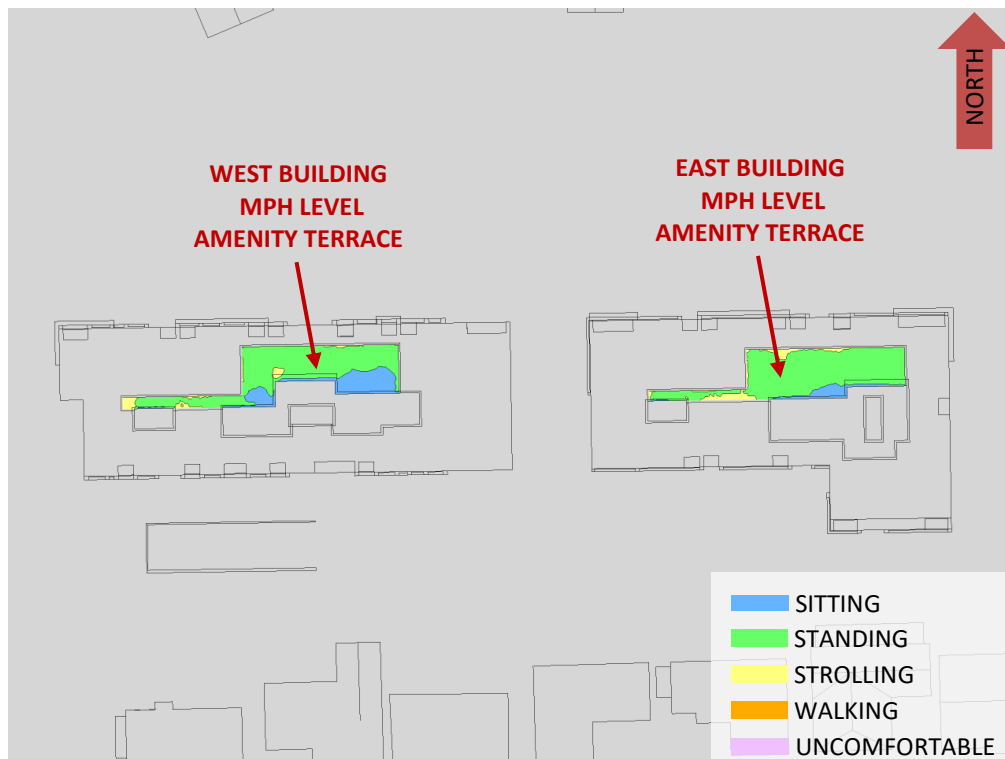 NORTH
WEST BUILDING
MPH LEVEL
AMENITY TERRACE
EAST BUILDING
MPH LEVEL
AMENITY TERRACE
SITTING
STANDING
STROLLING
WALKING
UNCOMFORTABLE